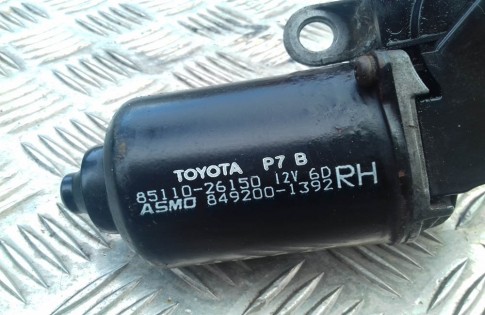 TOYOTA P7 B
85110-26150 12V 6D
ASMO 849200-1392 RH